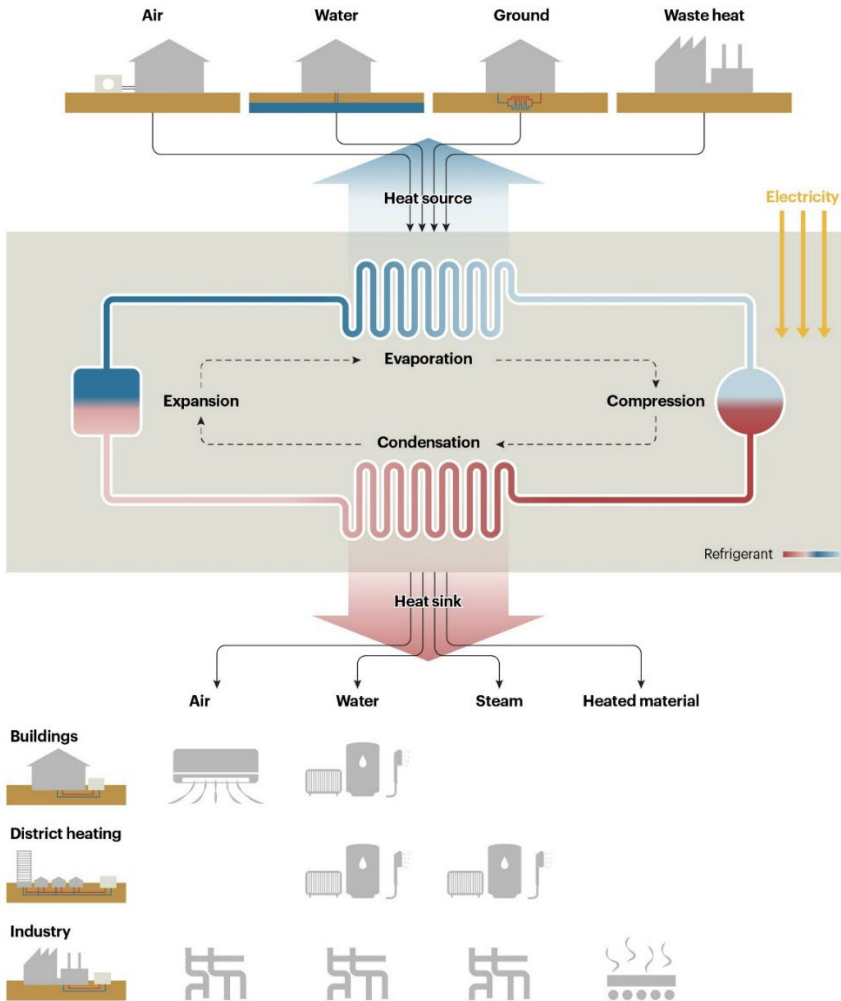 Air
Water
Ground
Waste heat
Heat source
Electricity
Evaporation
Expansion
Compression
Condensation
Refrigerant
Heat sink
Air
Water
Steam
Heated material
Buildings
District heating
Industry